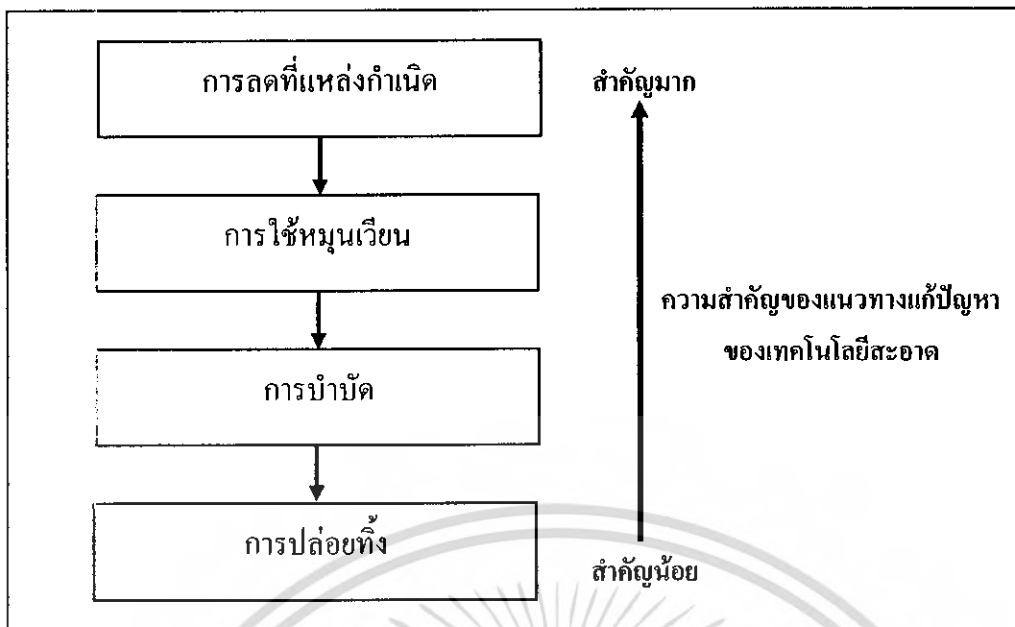 การลดที่แหล่งกำเนิด
สำคัญมาก
การใช้หมุนเวียน
ความสำคัญของแนวทางแก้ปัญหา
ของเทคโนโลยีสะอาด
การบำบัด
การปล่อยทิ้ง
สำคัญน้อย